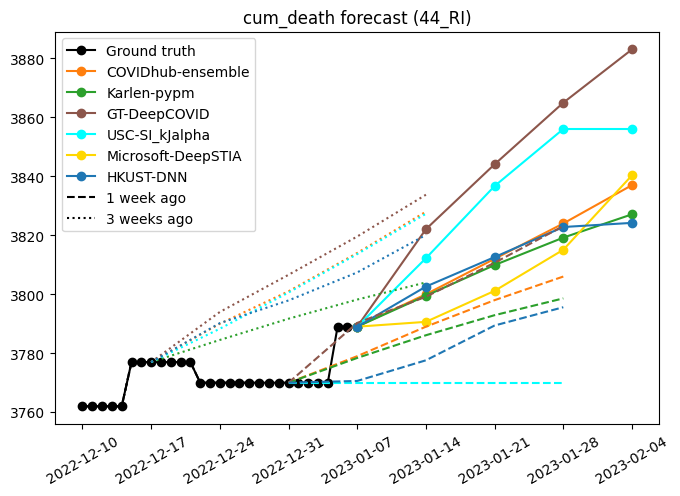 cum_death forecast (44_RI)
3880
3860
3840
3820
3800
3780
3760
Ground truth
COVIDhub-ensemble
Karlen-pypm
GT-DeepCOVID
USC-SI_kJalpha
Microsoft-DeepSTIA
HKUST-DNN
1 week ago
3 weeks ago
2022-12-10
2022-12-17
2022-12-24
2022-12-31
2023-01-07
2023-01-14
2023-01-21
2023-01-28
2023-02-04